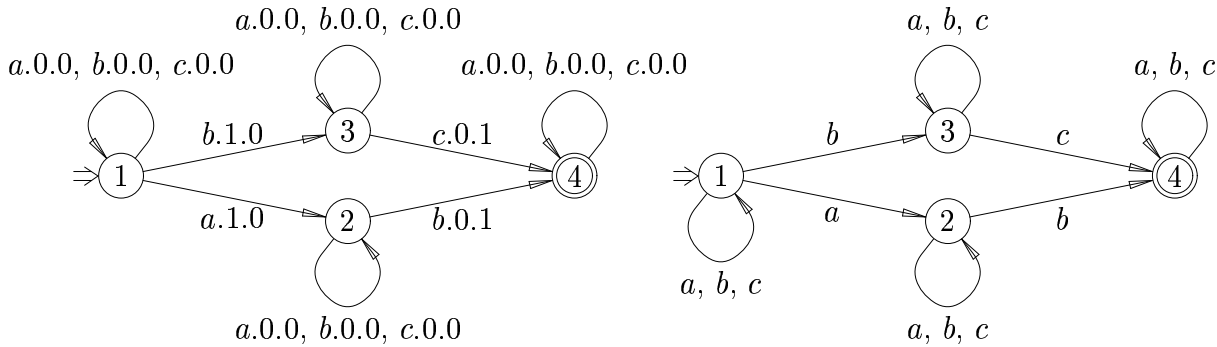 a.0.0, b.0.0, c.0.0
a, b, c
a.0.0, b.0.0, c.0.0
a.0.0, b.0.0, c.0.0
a, b, c
3
3
b.1.0
c.0.1
b
c
1
4
1
4
a.1.0
b.0.1
a
b
2
2
a, b, c
a.0.0, b.0.0, c.0.0
a, b, c